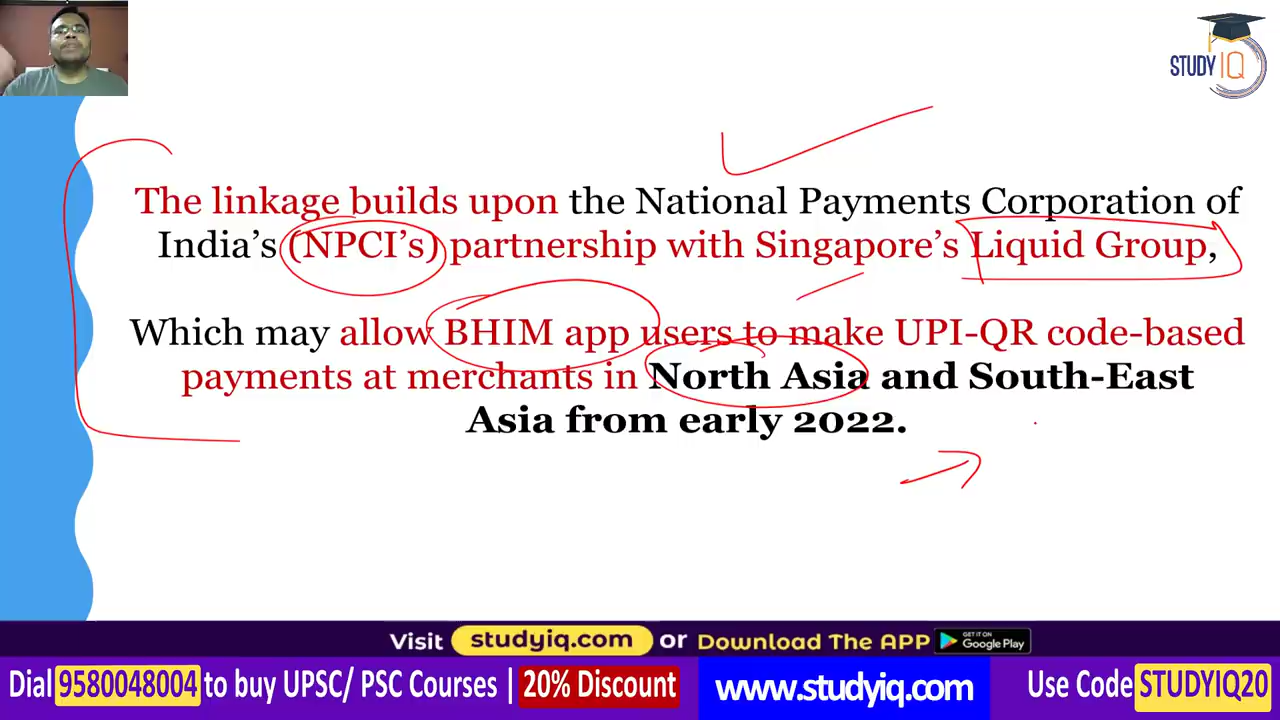 STUDY IQ
The linkage builds upon the National Payments Corporation of
India’s (NPCI’s) partnership with Singapore’s Liquid Group,
Which may allow BHIM app users to make UPI-QR code-based
payments at merchants in North Asia and South-East
Asia from early 2022.
Visit studyiq.com or Download The APP GET IT ON Google Play
Dial 9580048004 to buy UPSC/ PSC Courses | 20% Discount www.studyiq.com Use Code STUDYIQ20